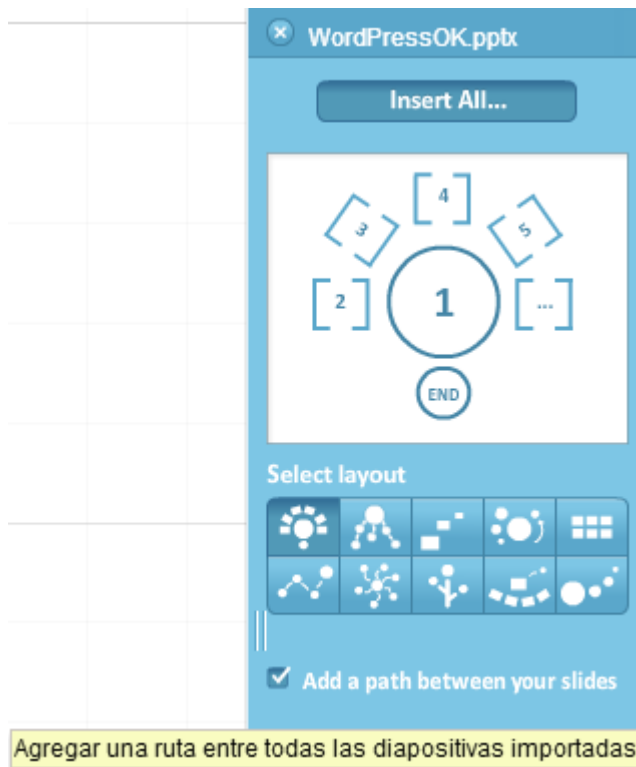 WordPressOK.pptx
Insert All...
4
3
5
2
1
...
END
Select layout
Add a path between your slides
Agregar una ruta entre todas las diapositivas importadas